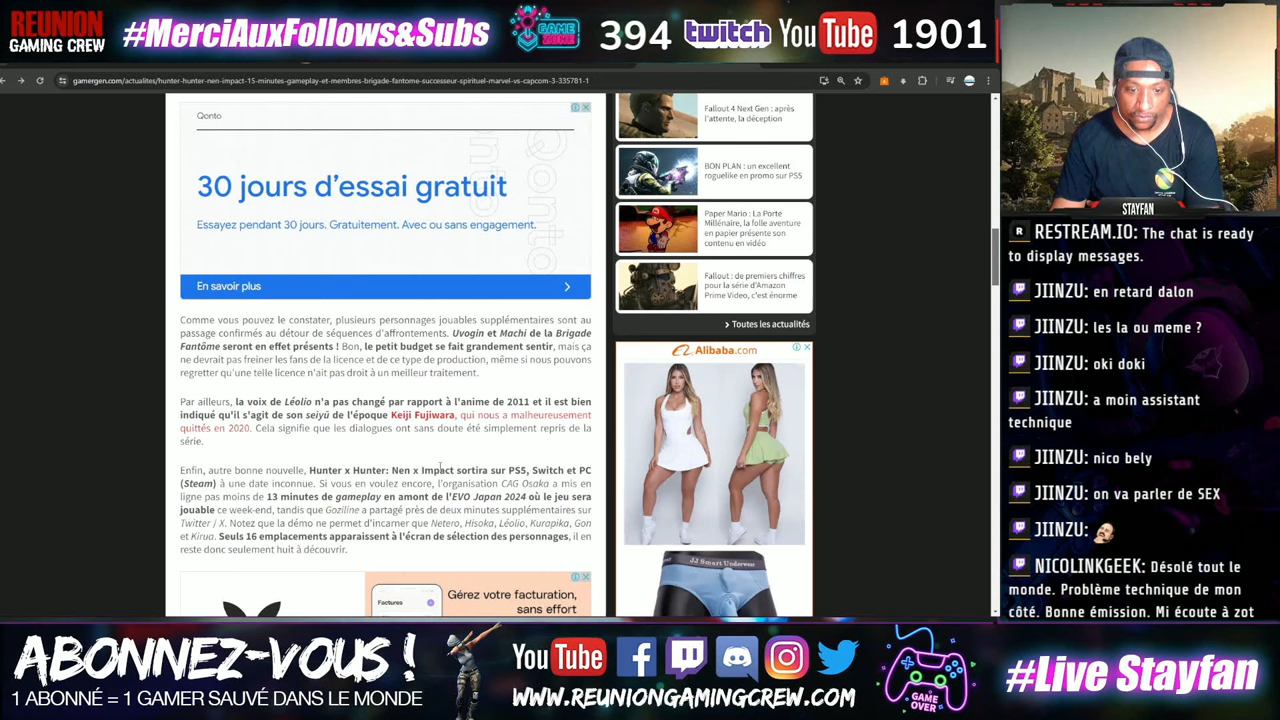 REUNION
GAMING CREW
#MerciAuxFollows&Subs
GAME
ZONE
394 twitch YouTube 1901
gamergen.com/actualites/hunter-hunter-nen-impact-15-minutes-gameplay-et-membres-brigade-fantome-successeur-spirituel-marvel-vs-capcom-3-335781-1
Qonto
30 jours d'essai gratuit
Essayez pendant 30 jours. Gratuitement. Avec ou sans engagement.
En savoir plus
Comme vous pouvez le constater, plusieurs personnages jouables supplémentaires sont au
passage confirmés au détour de séquences d'affrontements. Uvogin et Machi de la Brigade
Fantôme seront en effet présents ! Bon, le petit budget se fait grandement sentir, mais ça
ne devrait pas freiner les fans de la licence et de ce type de production, même si nous pouvons
regretter qu'une telle licence n'ait pas droit à un meilleur traitement.
Par ailleurs, la voix de Léolio n'a pas changé par rapport à l'anime de 2011 et il est bien
indiqué qu'il s'agit de son seiyū de l'époque Keiji Fujiwara, qui nous a malheureusement
quittés en 2020. Cela signifie que les dialogues ont sans doute été simplement repris de la
série.
Enfin, autre bonne nouvelle, Hunter x Hunter: Nen x Impact sortira sur PS5, Switch et PC
(Steam) à une date inconnue. Si vous en voulez encore, l'organisation CAG Osaka a mis en
ligne pas moins de 13 minutes de gameplay en amont de l'EVO Japan 2024 où le jeu sera
jouable ce week-end, tandis que Goziline a partagé près de deux minutes supplémentaires sur
Twitter / X. Notez que la démo ne permet d'incarner que Netero, Hisoka, Léolio, Kurapika, Gon
et Kirua. Seuls 16 emplacements apparaissent à l'écran de sélection des personnages, il en
reste donc seulement huit à découvrir.
Factures
Gérez votre facturation,
sans effort
Fallout 4 Next Gen : après
l'attente, la déception
BON PLAN : un excellent
roguelike en promo sur PS5
Paper Mario : La Porte
Millénaire, la folle aventure
en papier présente son
contenu en vidéo
Fallout : de premiers chiffres
pour la série d'Amazon
Prime Video, c'est énorme
Toutes les actualités
Alibaba.com
JJ Smart Underwear
STAYFAN
RESTREAM.IO: The chat is ready
to display messages.
JIINZU: en retard dalon
JIINZU: les la ou meme ?
JIINZU: oki doki
JIINZU: a moin assistant
technique
JIINZU: nico bely
JIINZU: on va parler de SEX
JIINZU:
NICOLINKGEEK: Désolé tout le
monde. Problème technique de mon
côté. Bonne émission. Mi écoute à zot
ABONNEZ-VOUS !
1 ABONNÉ = 1 GAMER SAUVÉ DANS LE MONDE
YouTube
WWW.REUNIONGAMINGCREW.COM
GAME
OVER
#Live Stayfan